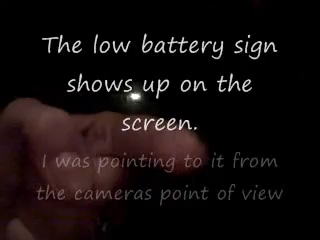 The low battery sign
shows up on the
screen.
I was pointing to it from
the cameras point of view